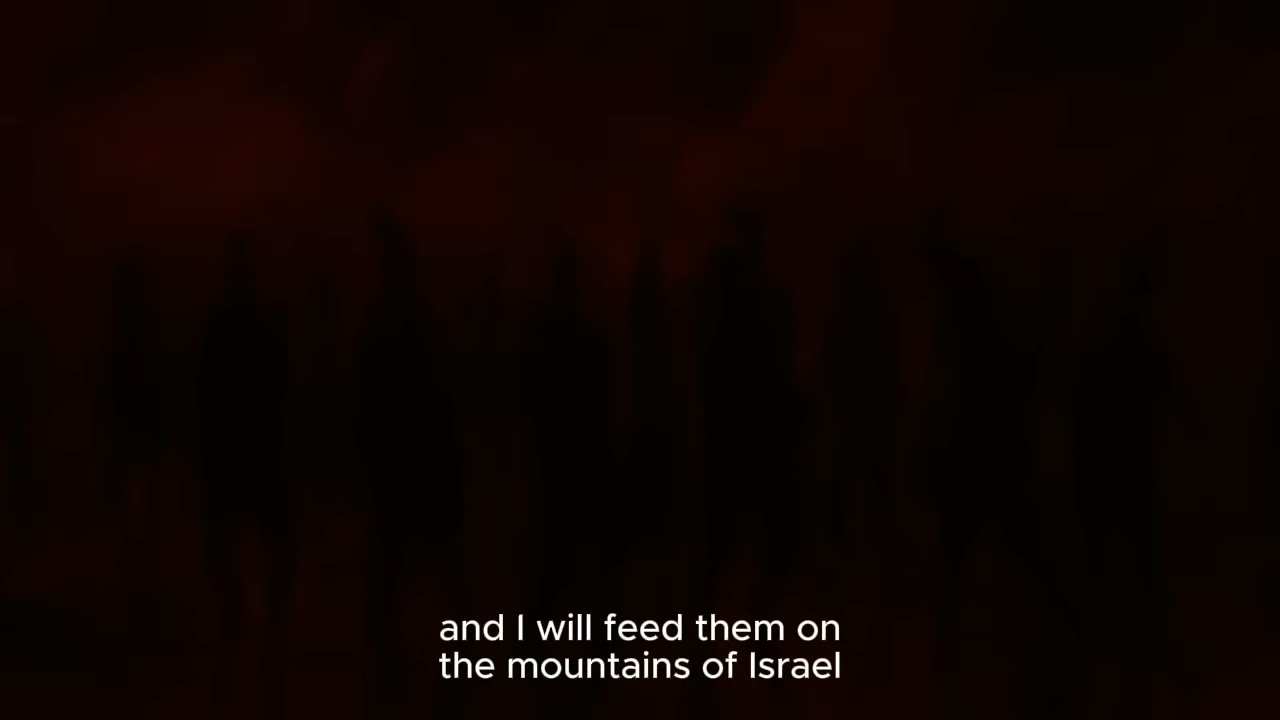 and I will feed them on
the mountains of Israel